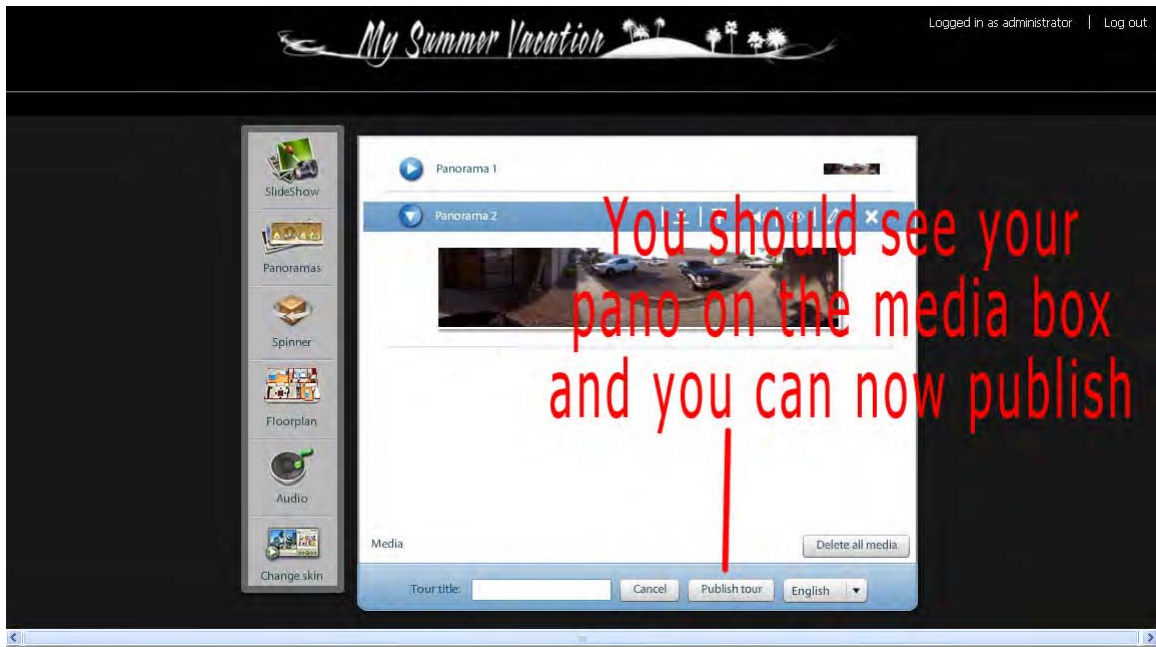 My Summer Vacation
Logged in as administrator | Log out
SlideShow
Panoramas
Spinner
Floorplan
Audio
Change skin
Panorama 1
Panorama 2
You should see your
pano on the media box
and you can now publish
Media
Delete all media
Tour title:
Cancel
Publish tour
English